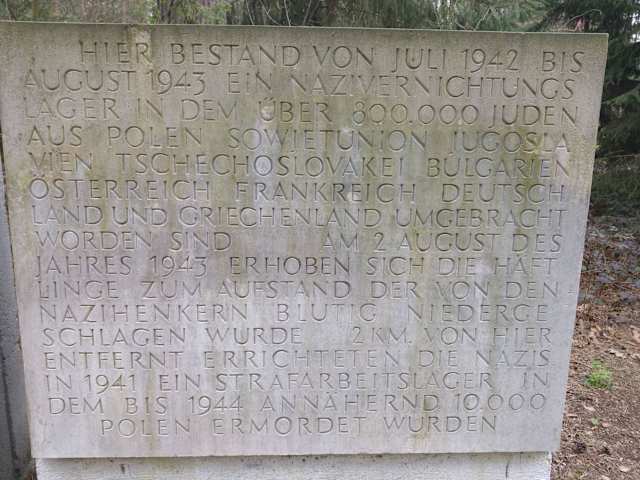 HIER BESTAND VON JULI 1942 BIS
AUGUST 1943 EIN NAZIVERNICHTUNGS
LAGER IN DEM ÜBER 800.000 JUDEN
AUS POLEN SOWIETUNION JUGOSLA
VIEN TSCHECHOSLOVAKEI BULGARIEN
ÖSTERREICH FRANKREICH DEUTSCH
LAND UND GRIECHENLAND UMGEBRACHT
WORDEN SIND AM 2 AUGUST DES
JAHRES 1943 ERHOBEN SICH DIE HÄFT
LINGE ZUM AUFSTAND DER VON DEN
NAZIHENKERN BLUTIG NIEDERGE
SCHLAGEN WURDE 2 KM. VON HIER
ENTFERNT ERRICHTETEN DIE NAZIS
IN 1941 EIN STRAFARBEITSLAGER IN
DEM BIS 1944 ANNÄHERND 10.000
POLEN ERMORDET WURDEN